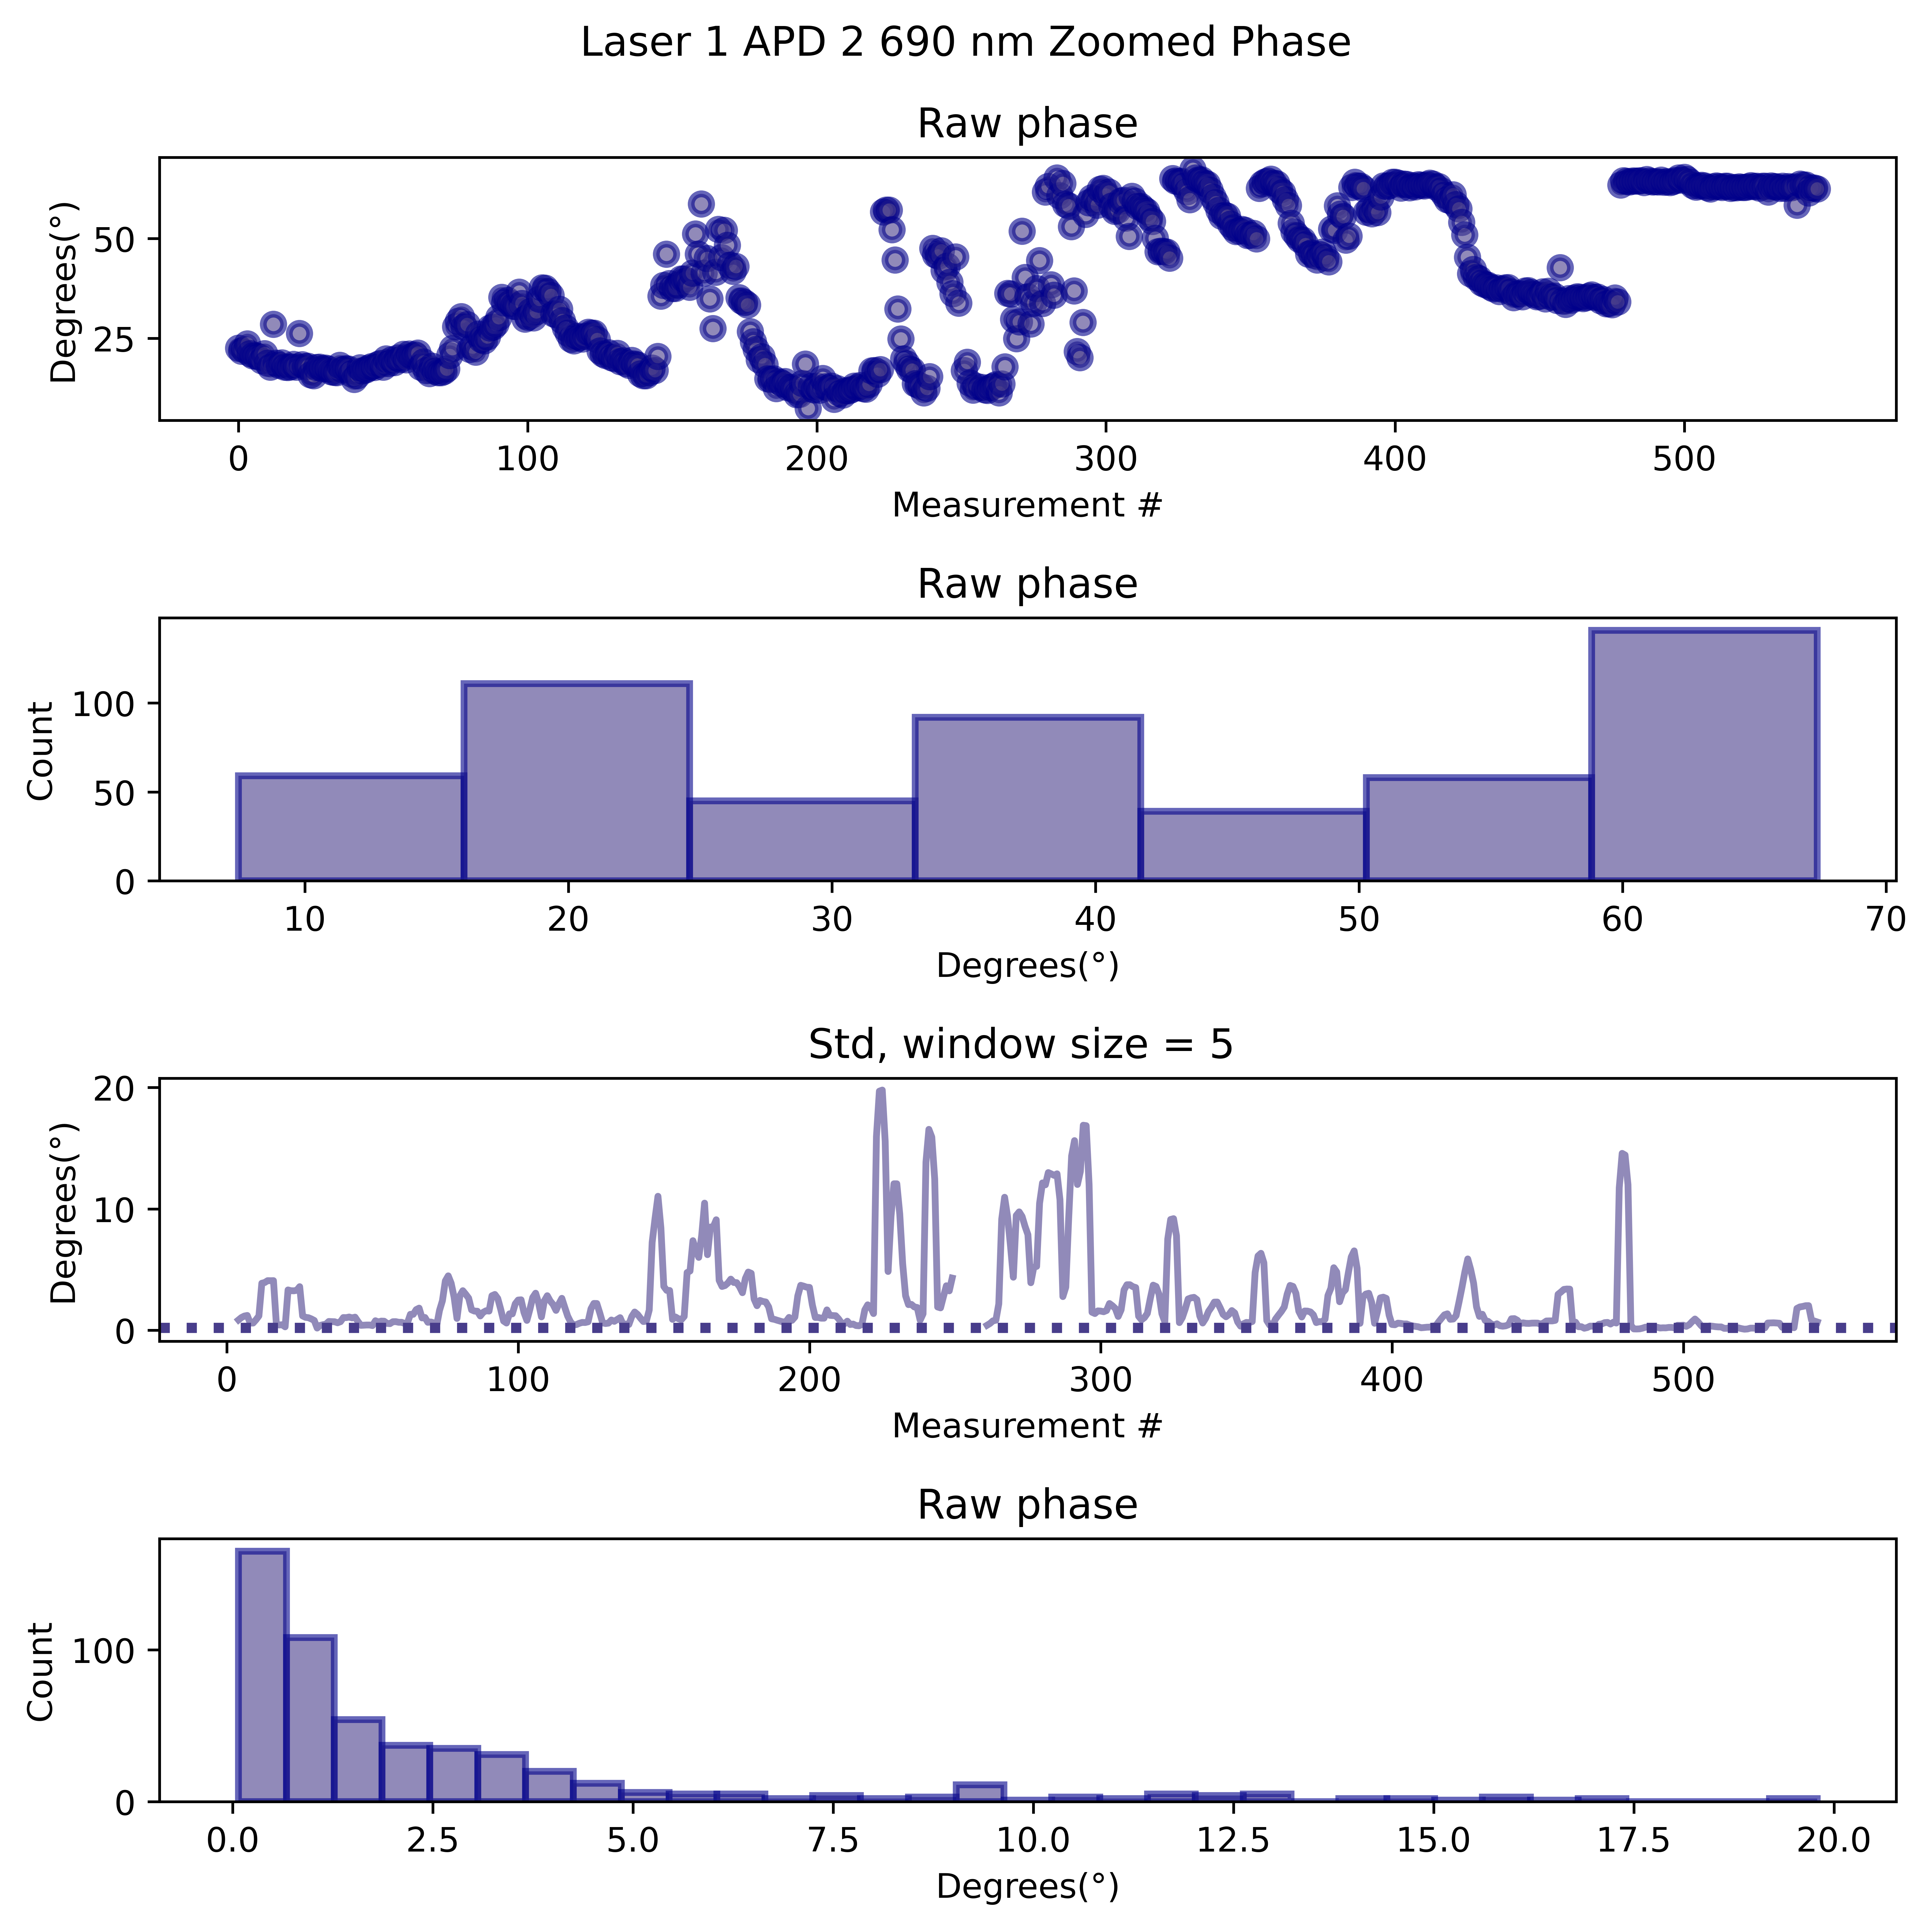 Laser 1 APD 2 690 nm Zoomed Phase
Raw phase
50
25
Degrees(°)
0 100 200 300 400 500
Measurement #
Raw phase
100
50
0
Count
10 20 30 40 50 60 70
Degrees(°)
Std, window size = 5
20
10
0
Degrees(°)
0 100 200 300 400 500
Measurement #
Raw phase
100
0
Count
0.0 2.5 5.0 7.5 10.0 12.5 15.0 17.5 20.0
Degrees(°)